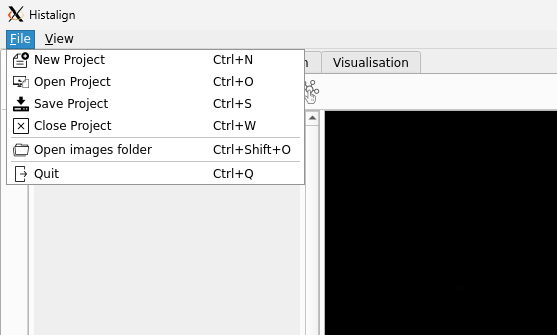 Histalign
File View
New Project Ctrl+N
Open Project Ctrl+O
Save Project Ctrl+S
Close Project Ctrl+W
Open images folder Ctrl+Shift+O
Quit Ctrl+Q
Visualisation